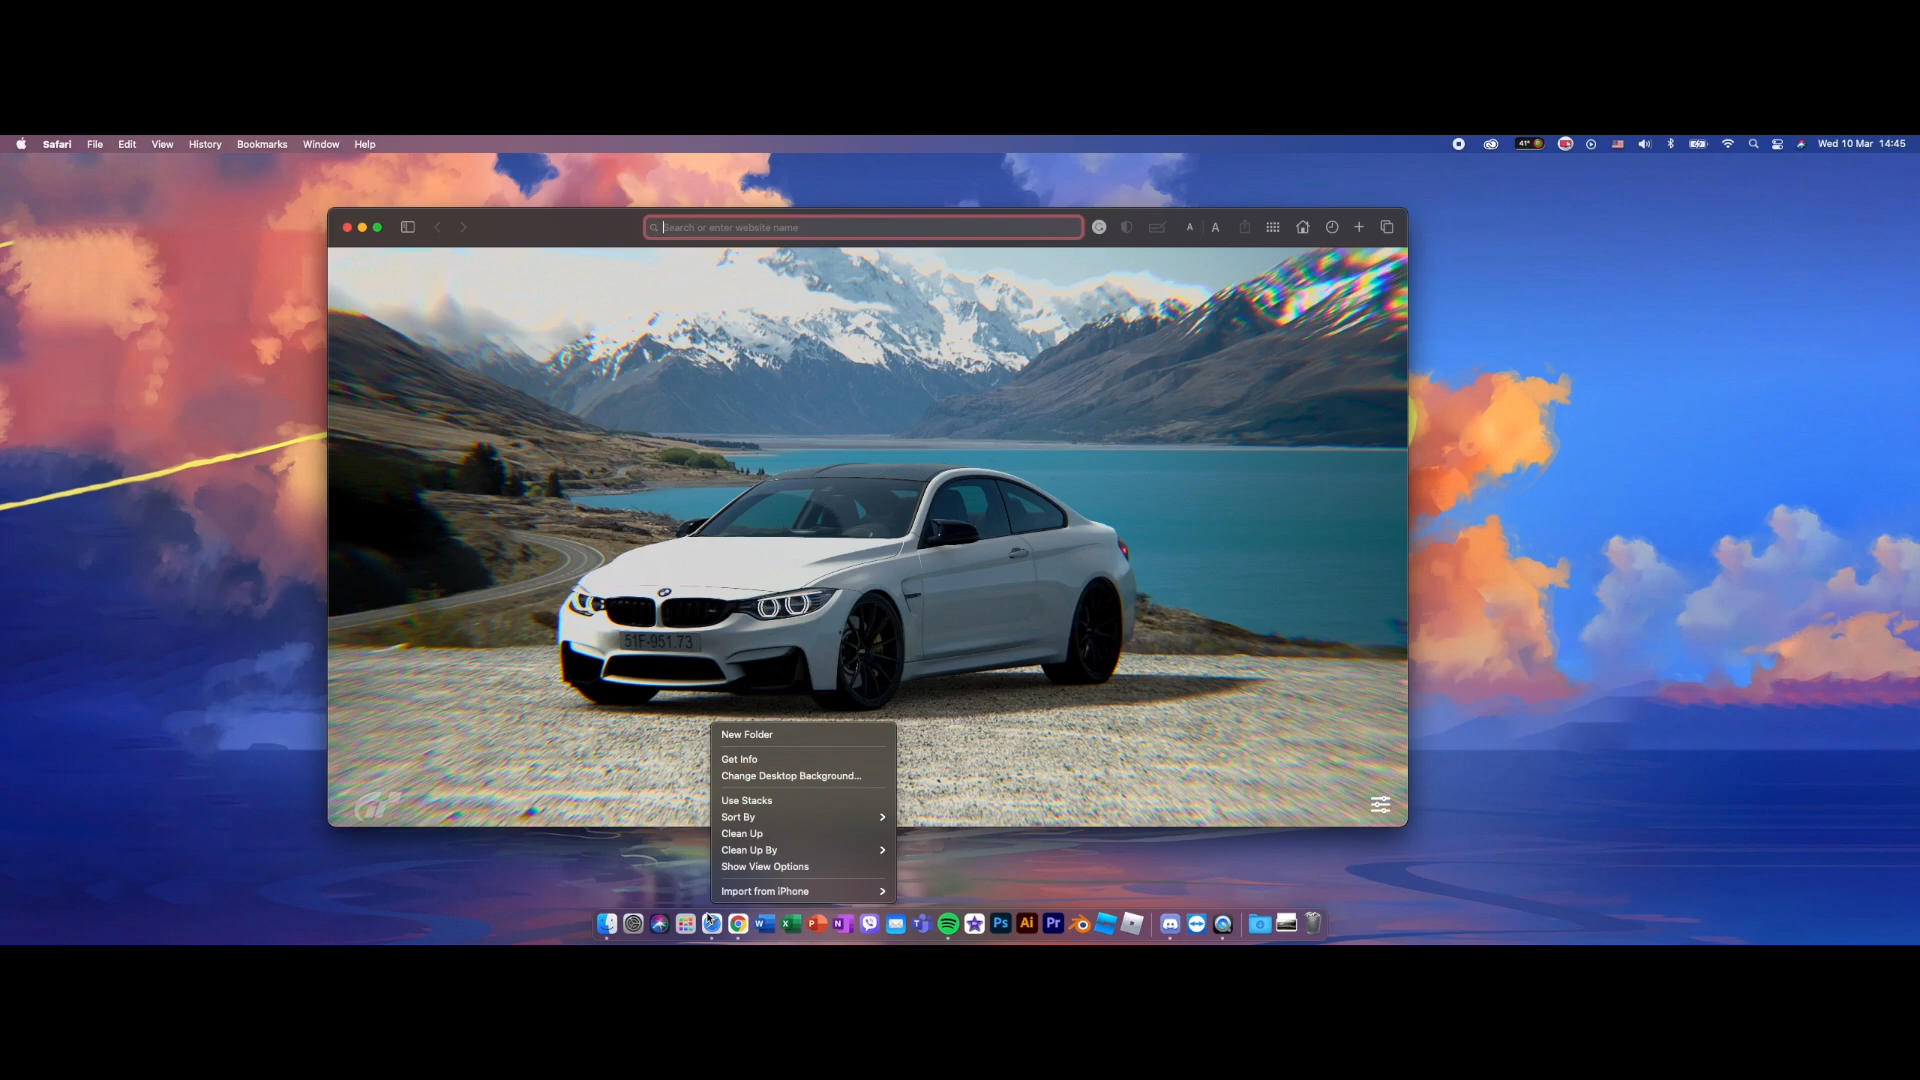 Safari File Edit View History Bookmarks Window Help
41°
Wed 10 Mar 14:45
Search or enter website name
A A
51F-951.73
New Folder
Get Info
Change Desktop Background...
Use Stacks
Sort By
Clean Up
Clean Up By
Show View Options
Import from iPhone
W X P N T Ps Ai Pr